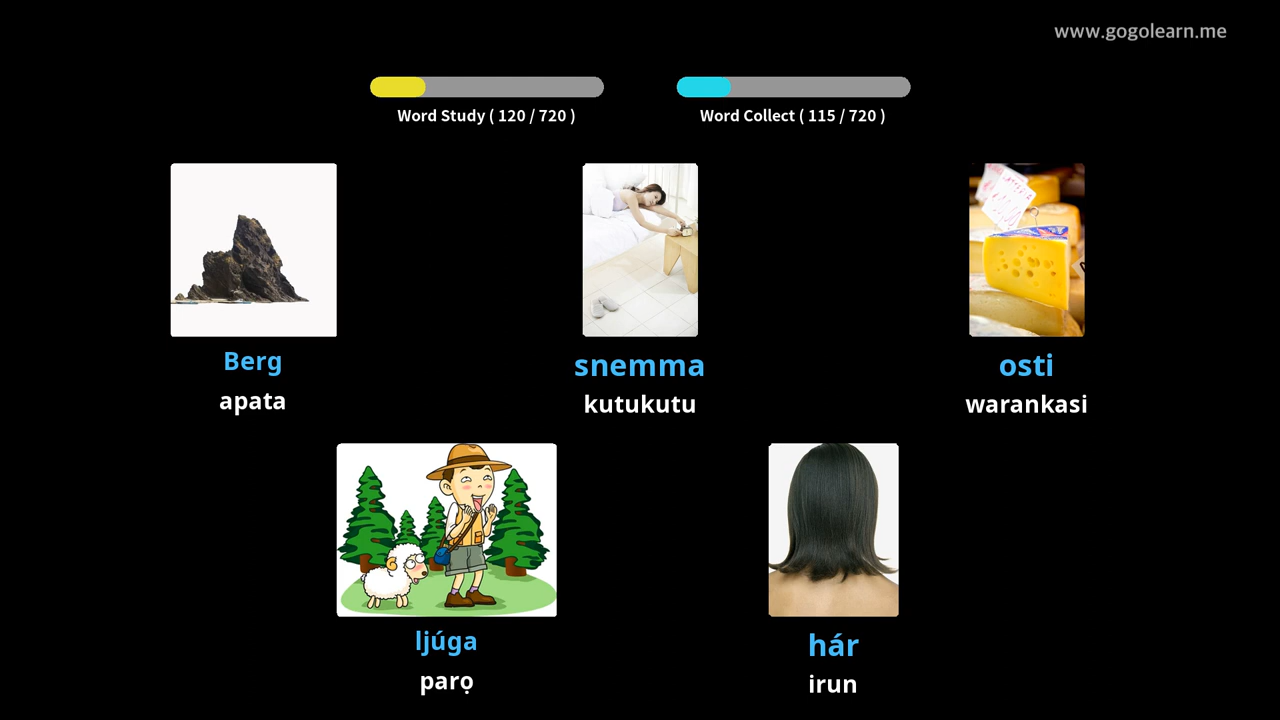 www.gogolearn.me
Word Study ( 120 / 720 )
Word Collect ( 115 / 720 )
Berg
apata
snemma
kutukutu
osti
warankasi
ljúga
parọ
hár
irun